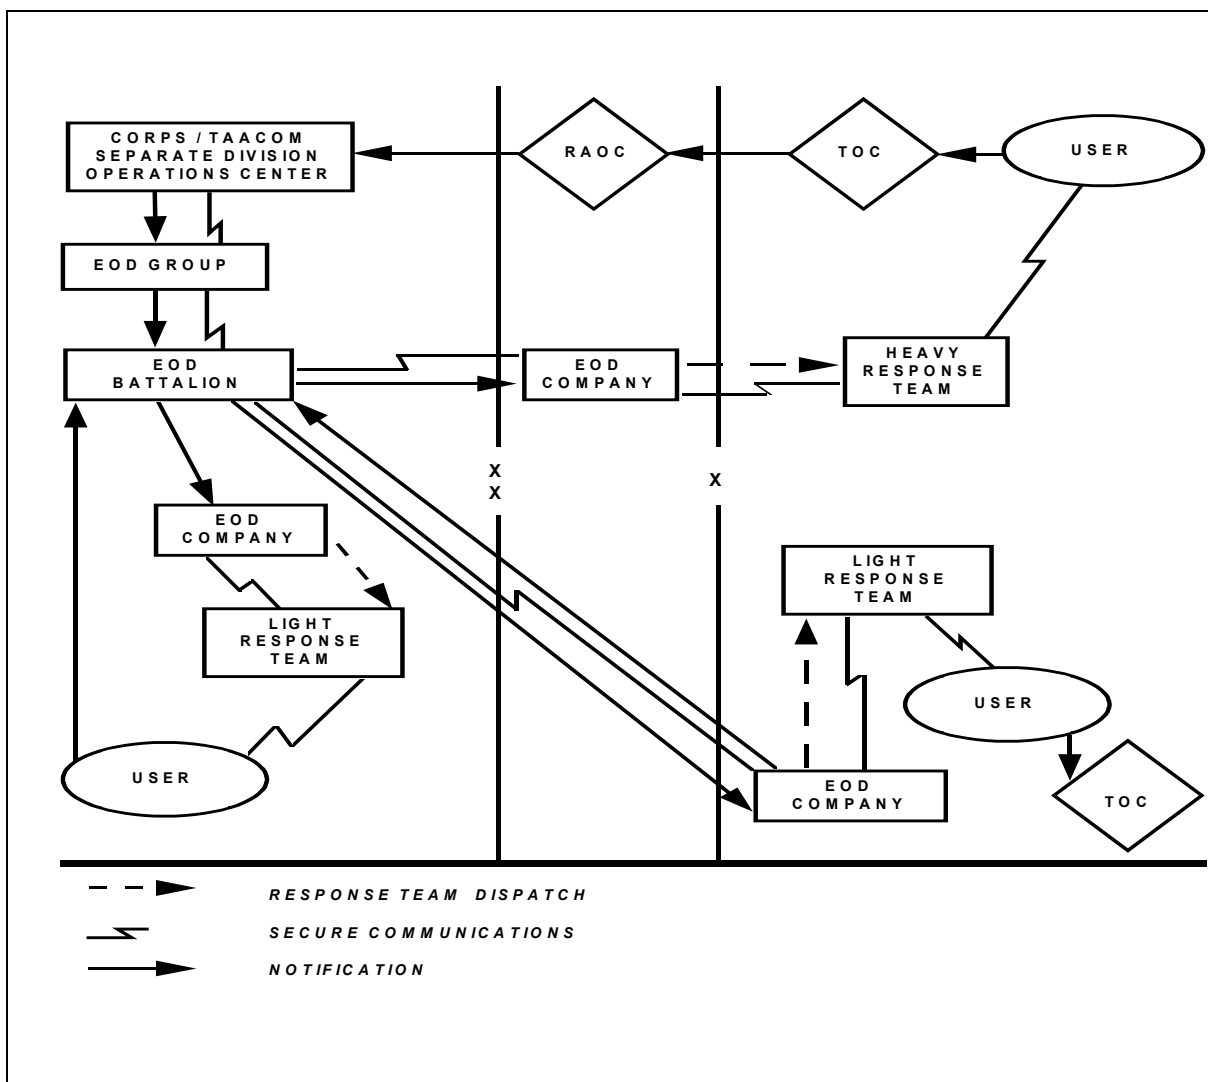 CORPS / TAACOM
SEPARATE DIVISION
OPERATIONS CENTER
RAOC
TOC
USER
EOD GROUP
EOD
BATTALION
EOD
COMPANY
HEAVY
RESPONSE
TEAM
X
X
X
EOD
COMPANY
LIGHT
RESPONSE
TEAM
LIGHT
RESPONSE
TEAM
USER
USER
EOD
COMPANY
TOC
RESPONSE TEAM DISPATCH
SECURE COMMUNICATIONS
NOTIFICATION